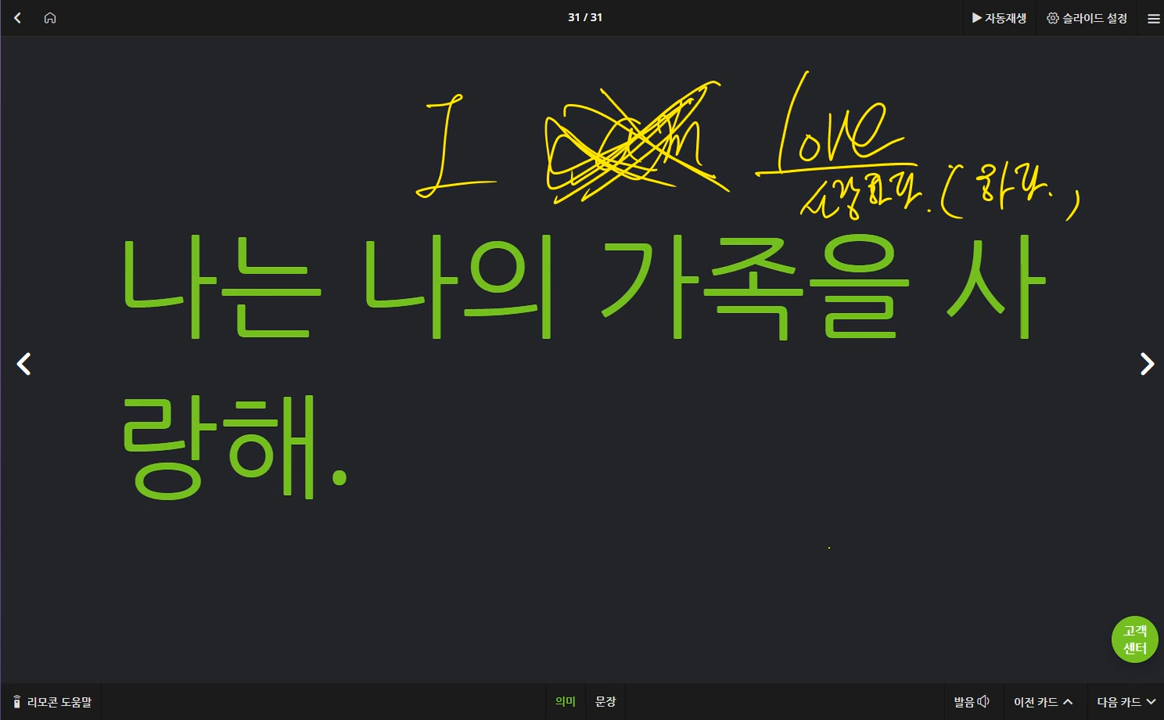 31 / 31
자동재생
슬라이드 설정
I love
사랑하다. (하다.)
나는 나의 가족을 사
랑해.
고객
센터
리모콘 도움말
의미
문장
발음
이전 카드
다음 카드